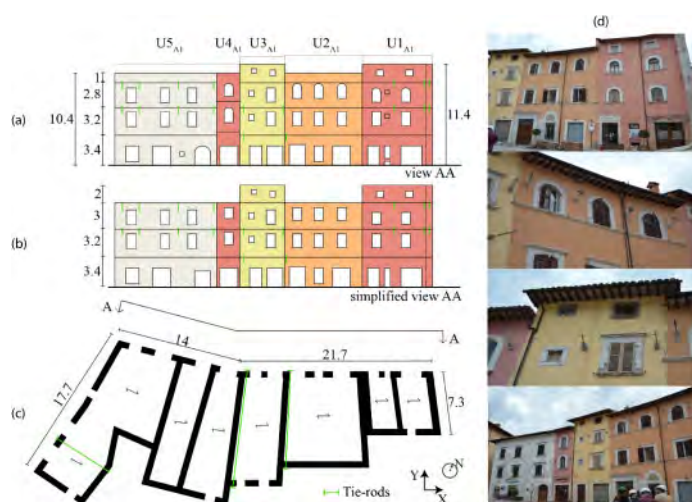 (d)
U5A1 U4A1 U3A1 U2A1 U1A1
1
2.8
10.4
3.2
3.4
11.4
(a)
view AA
2
3
(b)
3.2
3.4
simplified view AA
A
A
14
21.7
17.7
7.3
(c)
N
Y
X
Tie-rods